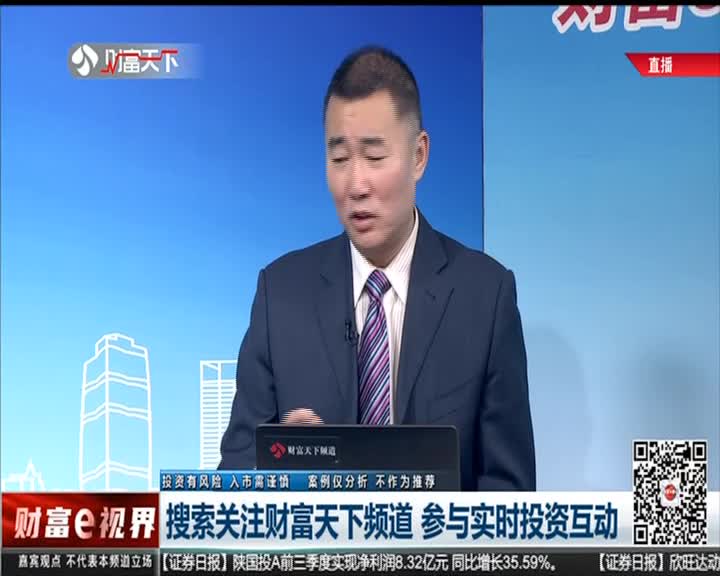 财富天下
财富e
直播
财富天下频道
投资有风险 入市需谨慎 案例仅分析 不作为推荐
财富e视界
搜索关注财富天下频道 参与实时投资互动
嘉宾观点 不代表本频道立场
【证券日报】陕国投A前三季度实现净利润8.32亿元 同比增长35.59%。
【证券日报】欣旺达动